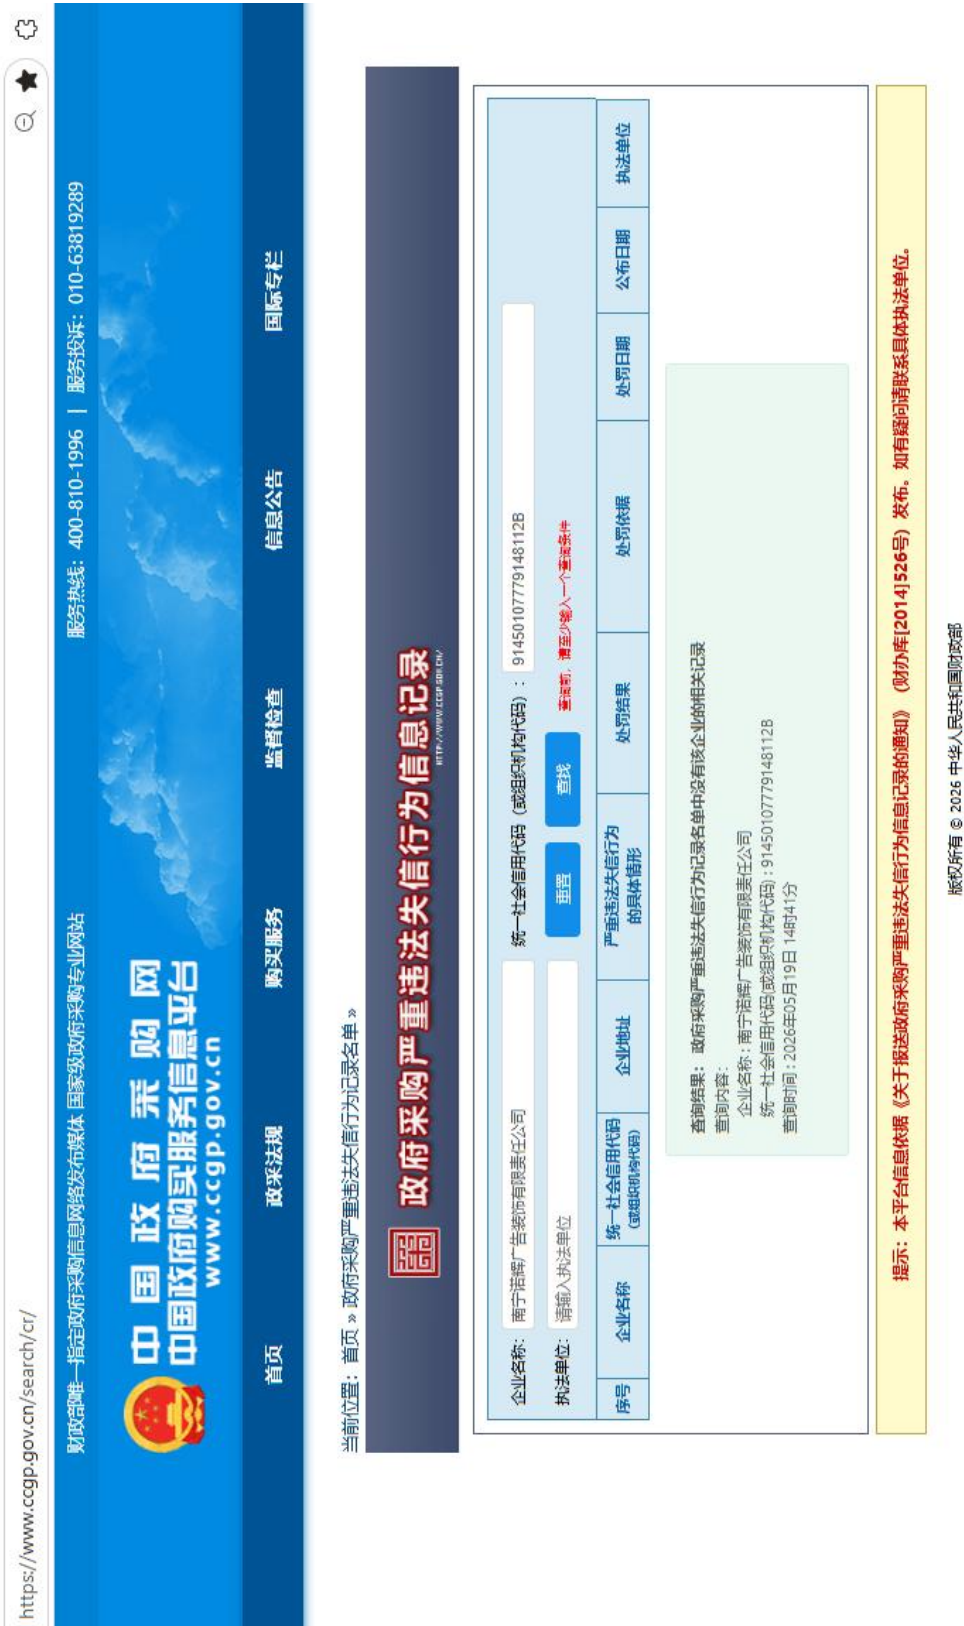 https://www.ccgp.gov.cn/search/cr/
财政部唯一指定政府采购信息网络发布媒体 国家级政府采购专业网站
服务热线：400-810-1996 | 服务投诉：010-63819289
中国政府采购网
中国政府购买服务信息平台
www.ccgp.gov.cn
首页 政采法规 购买服务 监督检查 信息公告 国际专栏
当前位置：首页 » 政府采购严重违法失信行为记录名单 »
政府采购严重违法失信行为信息记录
HTTP://WWW.CCGP.GOV.CN/
企业名称： 南宁诺辉广告装饰有限责任公司 统一社会信用代码（或组织机构代码）： 91450107779148112B
执法单位： 请输入执法单位 重置 查找 查询前，请至少输入一个查询条件
序号 企业名称 统一社会信用代码（或组织机构代码） 企业地址 严重违法失信行为的具体情形 处罚结果 处罚依据 处罚日期 公布日期 执法单位
查询结果： 政府采购严重违法失信行为记录名单中没有该企业的相关记录
查询内容：
企业名称：南宁诺辉广告装饰有限责任公司
统一社会信用代码(或组织机构代码)：91450107779148112B
查询时间：2026年05月19日 14时41分
提示：本平台信息依据《关于报送政府采购严重违法失信行为信息记录的通知》（财办库[2014]526号）发布。如有疑问请联系具体执法单位。
版权所有 © 2026 中华人民共和国财政部